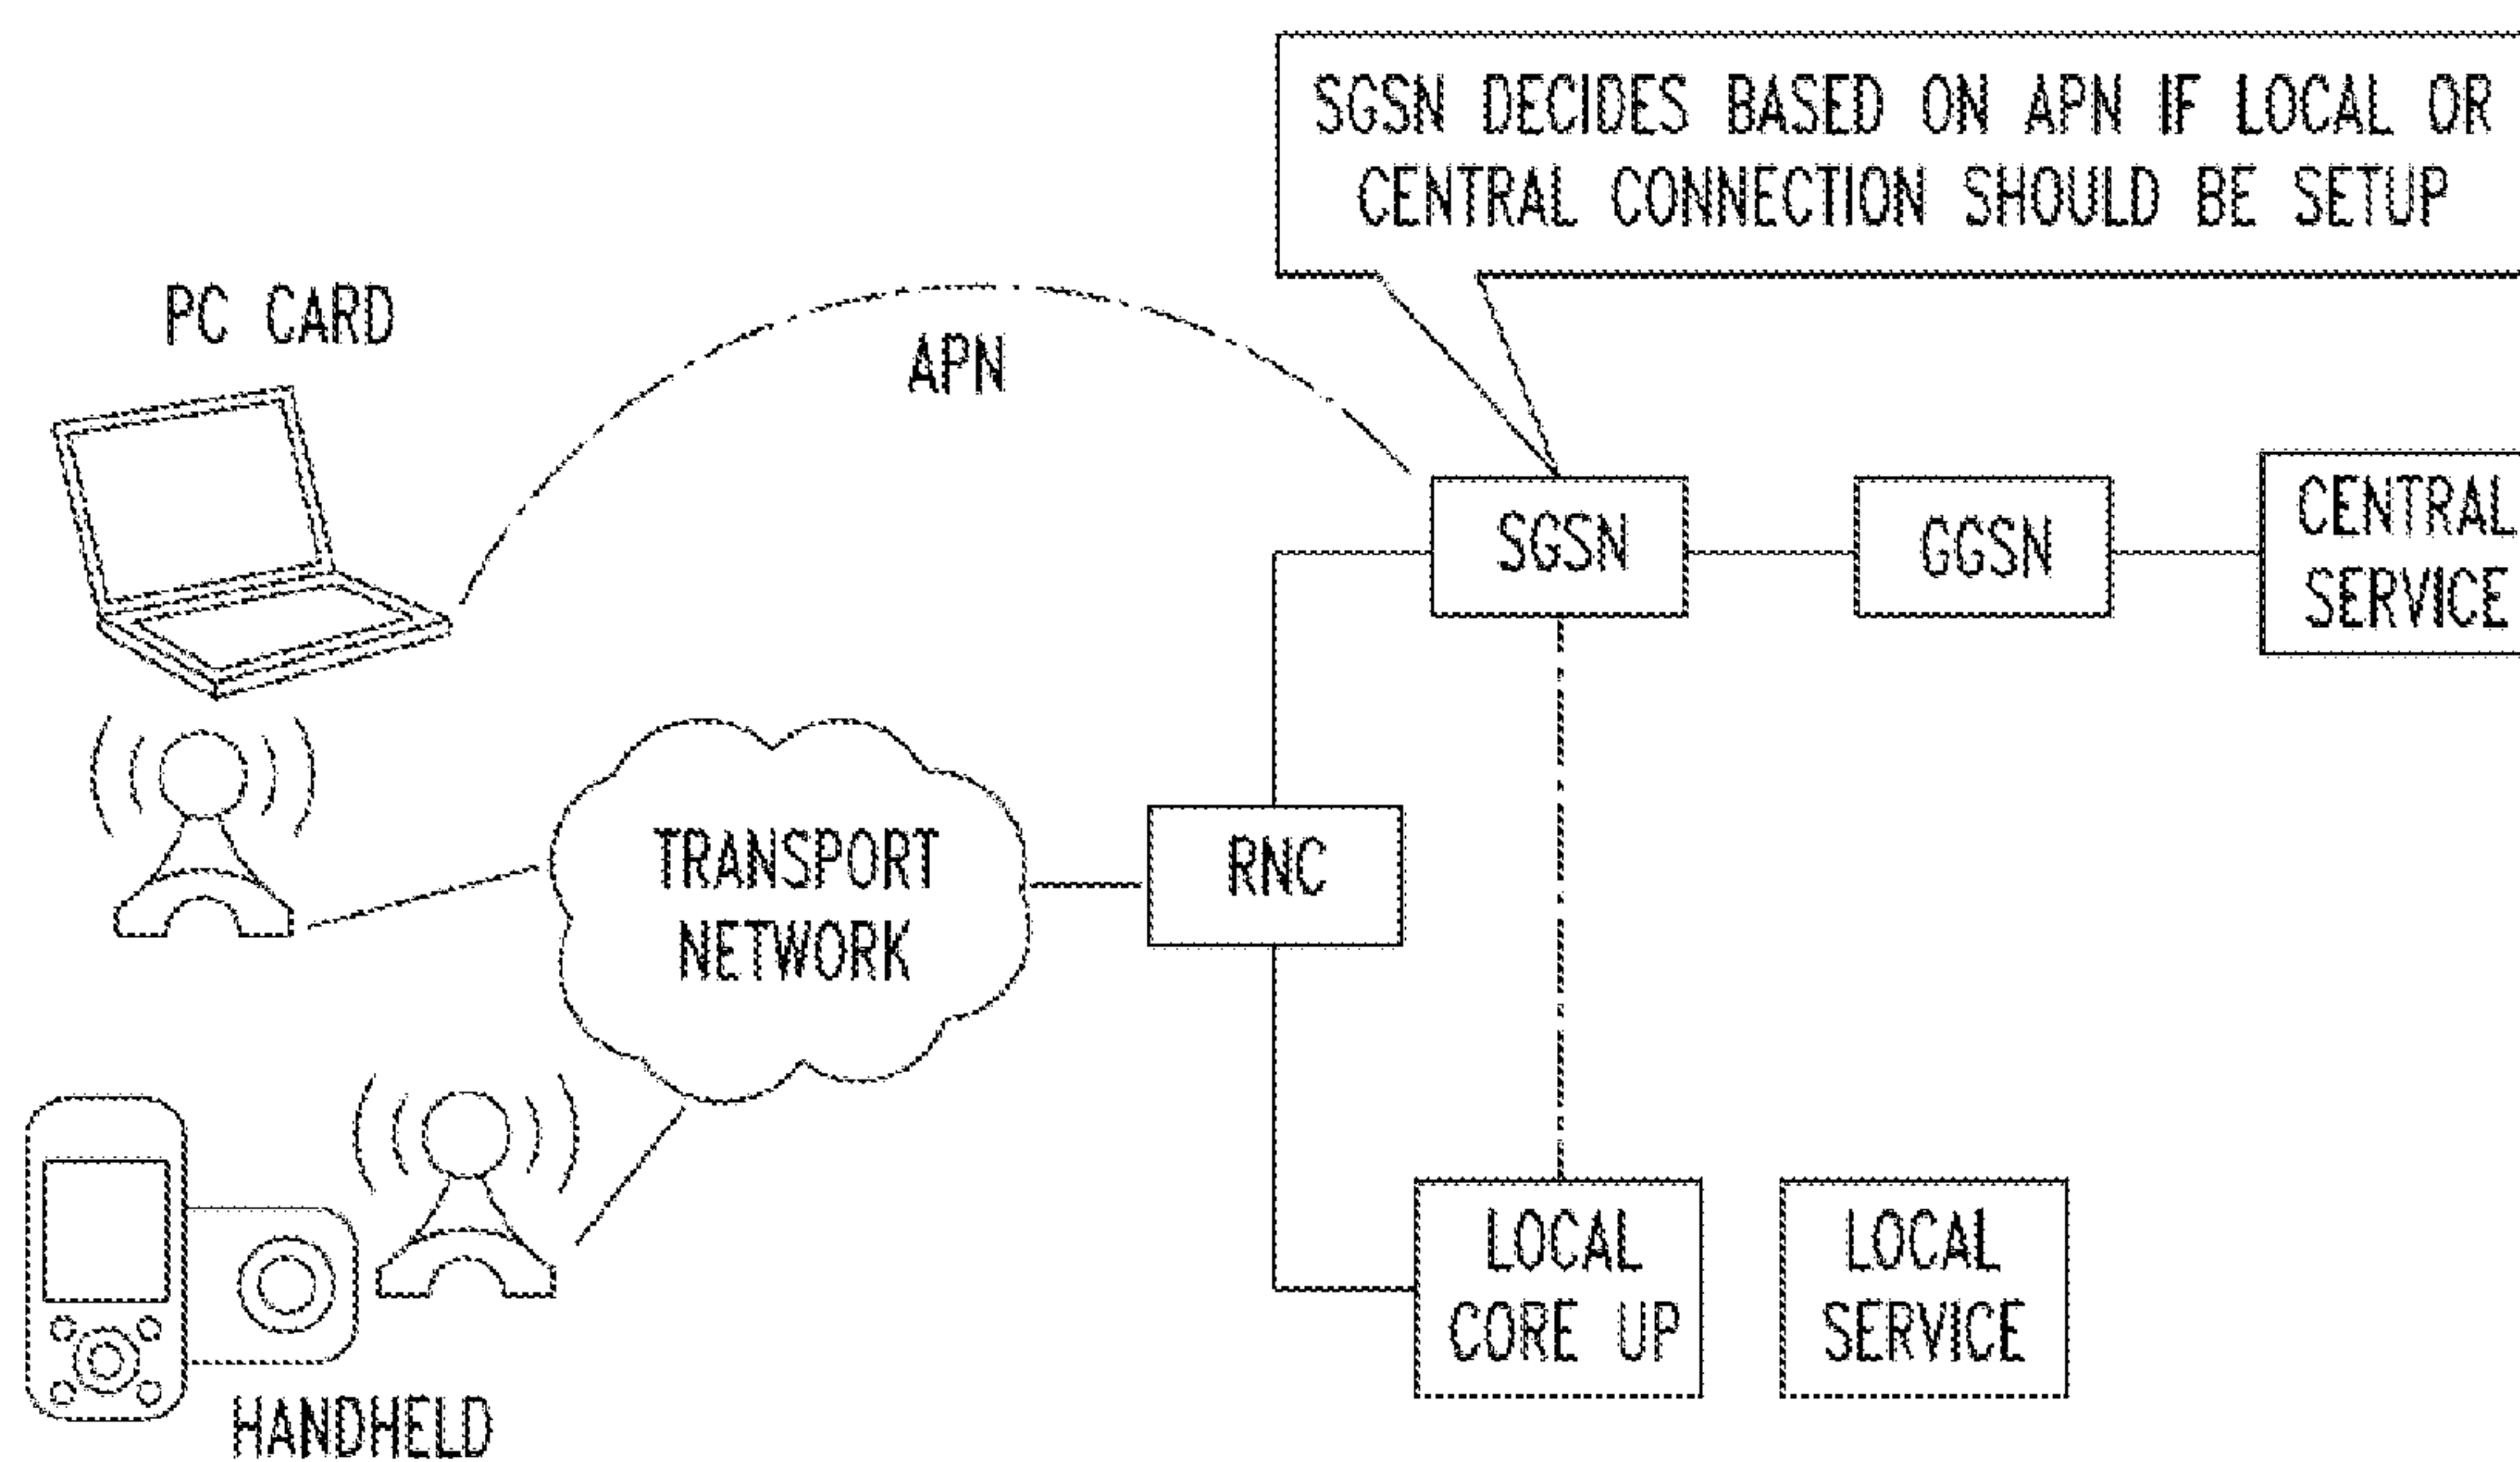 SGSN DECIDES BASED ON APN IF LOCAL OR
CENTRAL CONNECTION SHOULD BE SETUP
PC CARD
APN
SGSN
GGSN
CENTRAL
SERVICE
TRANSPORT
NETWORK
RNC
LOCAL
CORE UP
LOCAL
SERVICE
HANDHELD